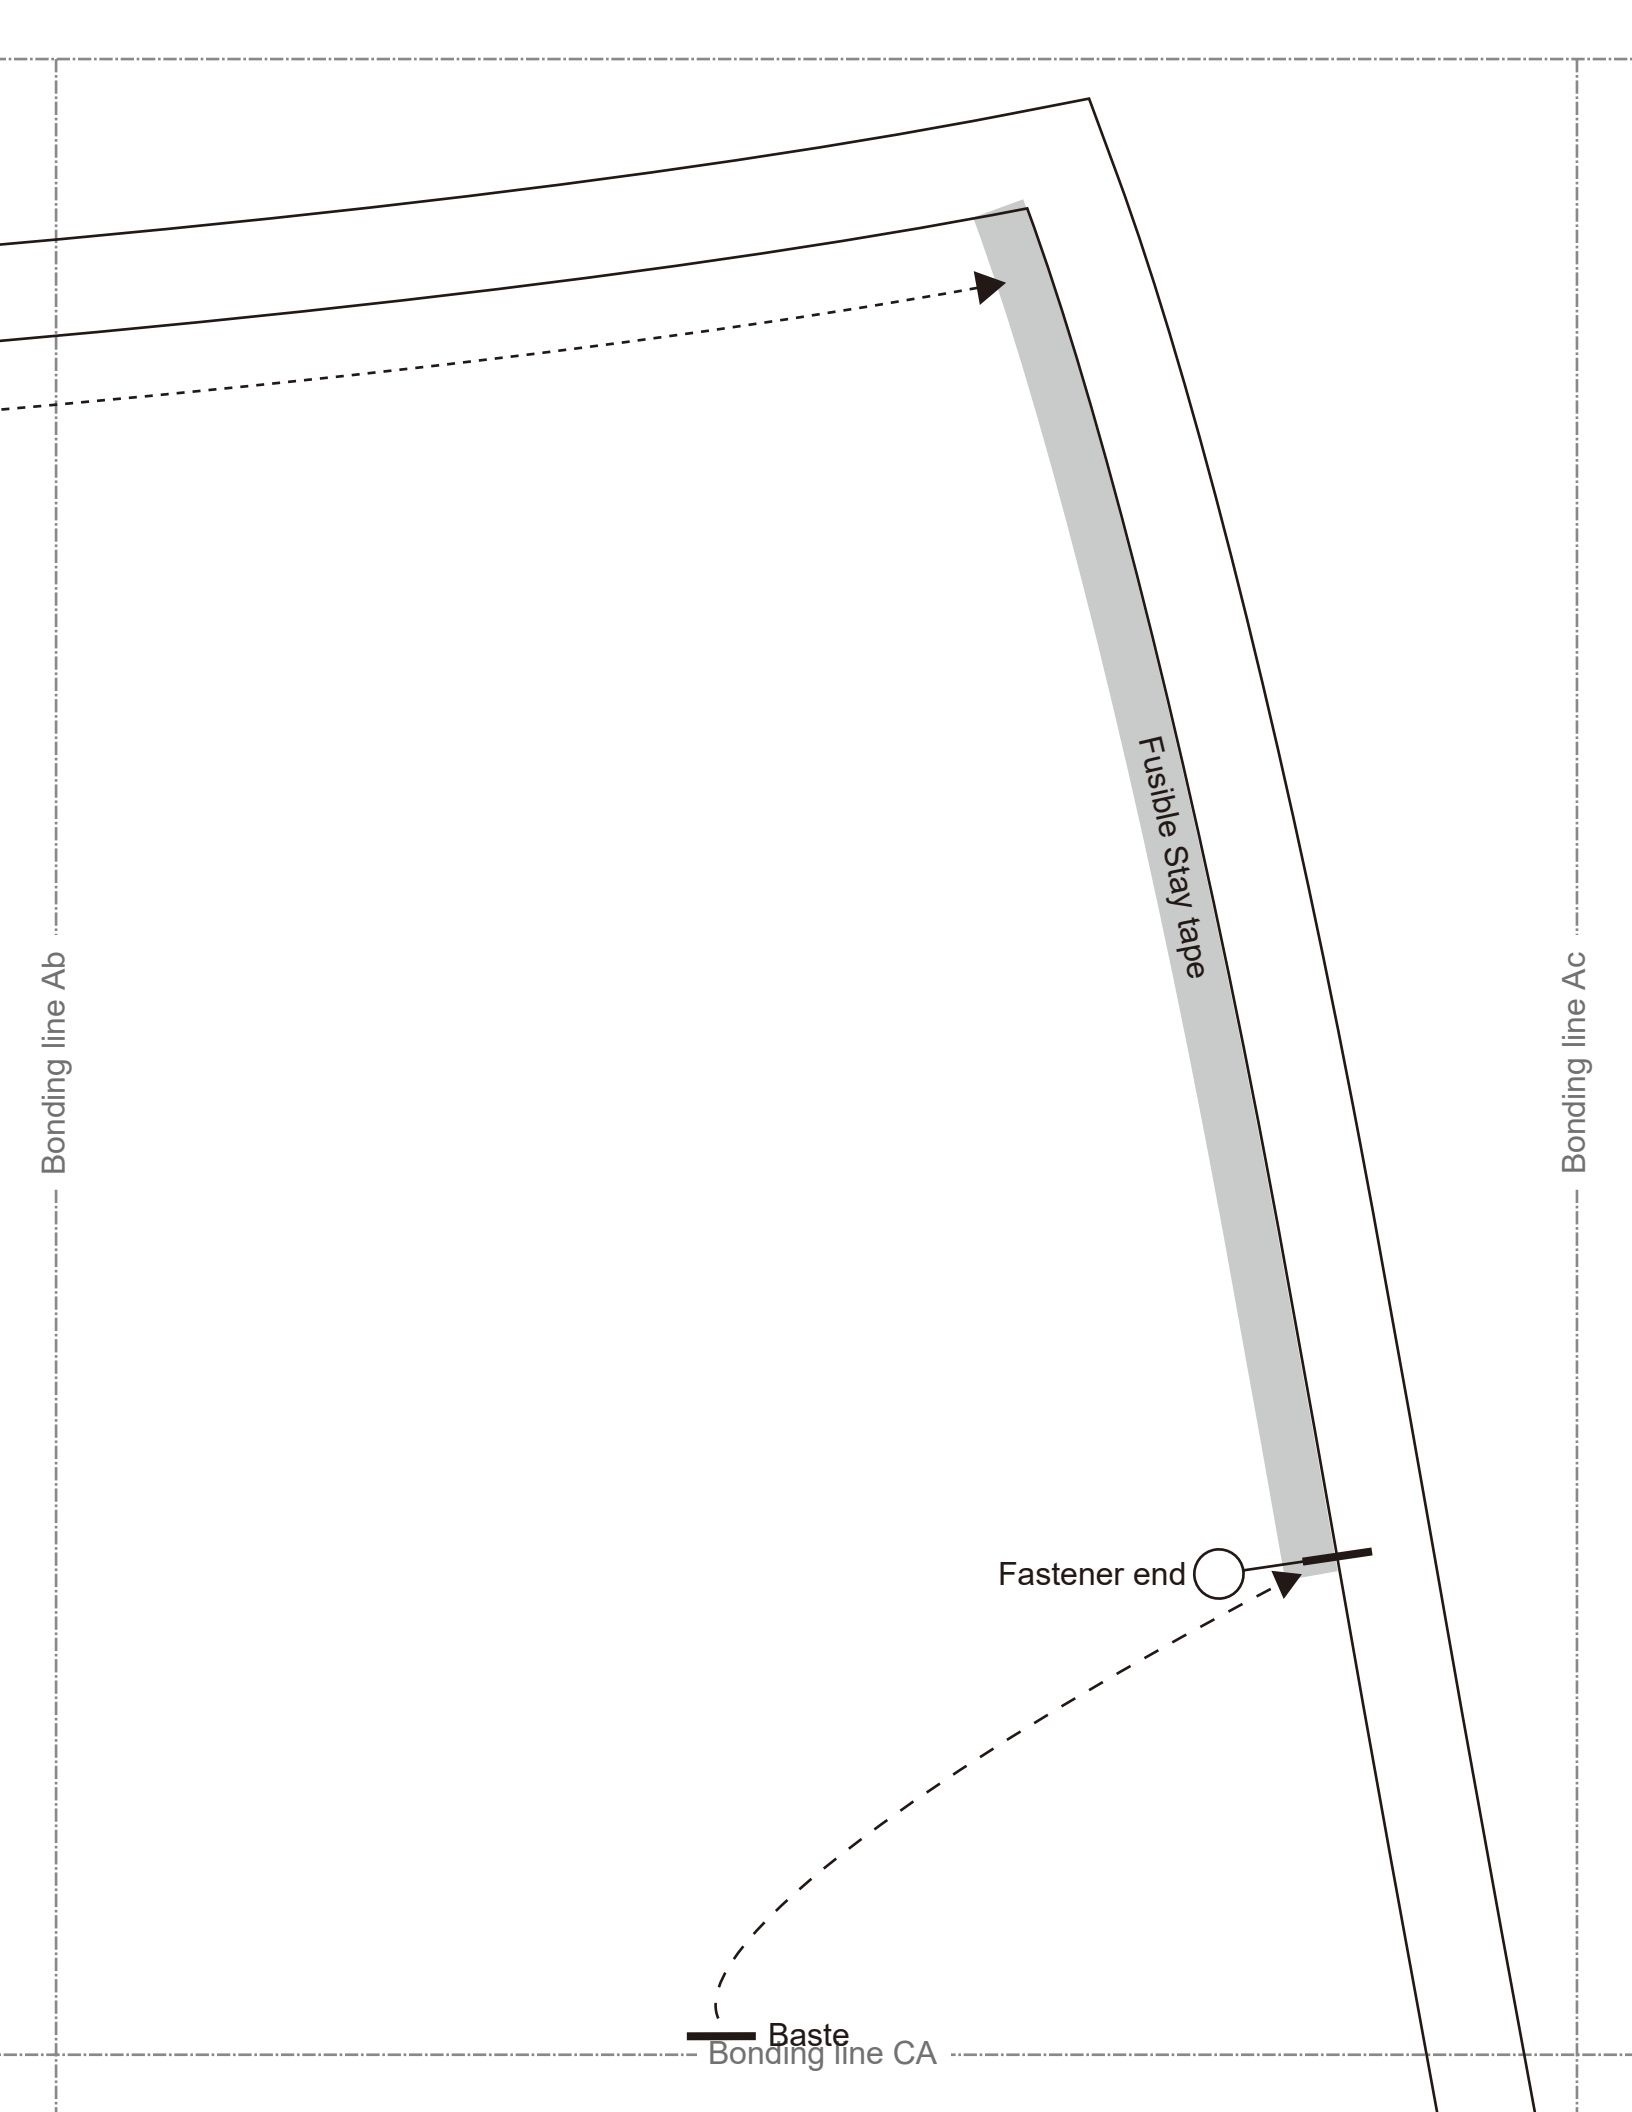 Fusible Stay tape
Bonding line Ab
Bonding line Ac
Fastener end
Baste
Bonding line CA